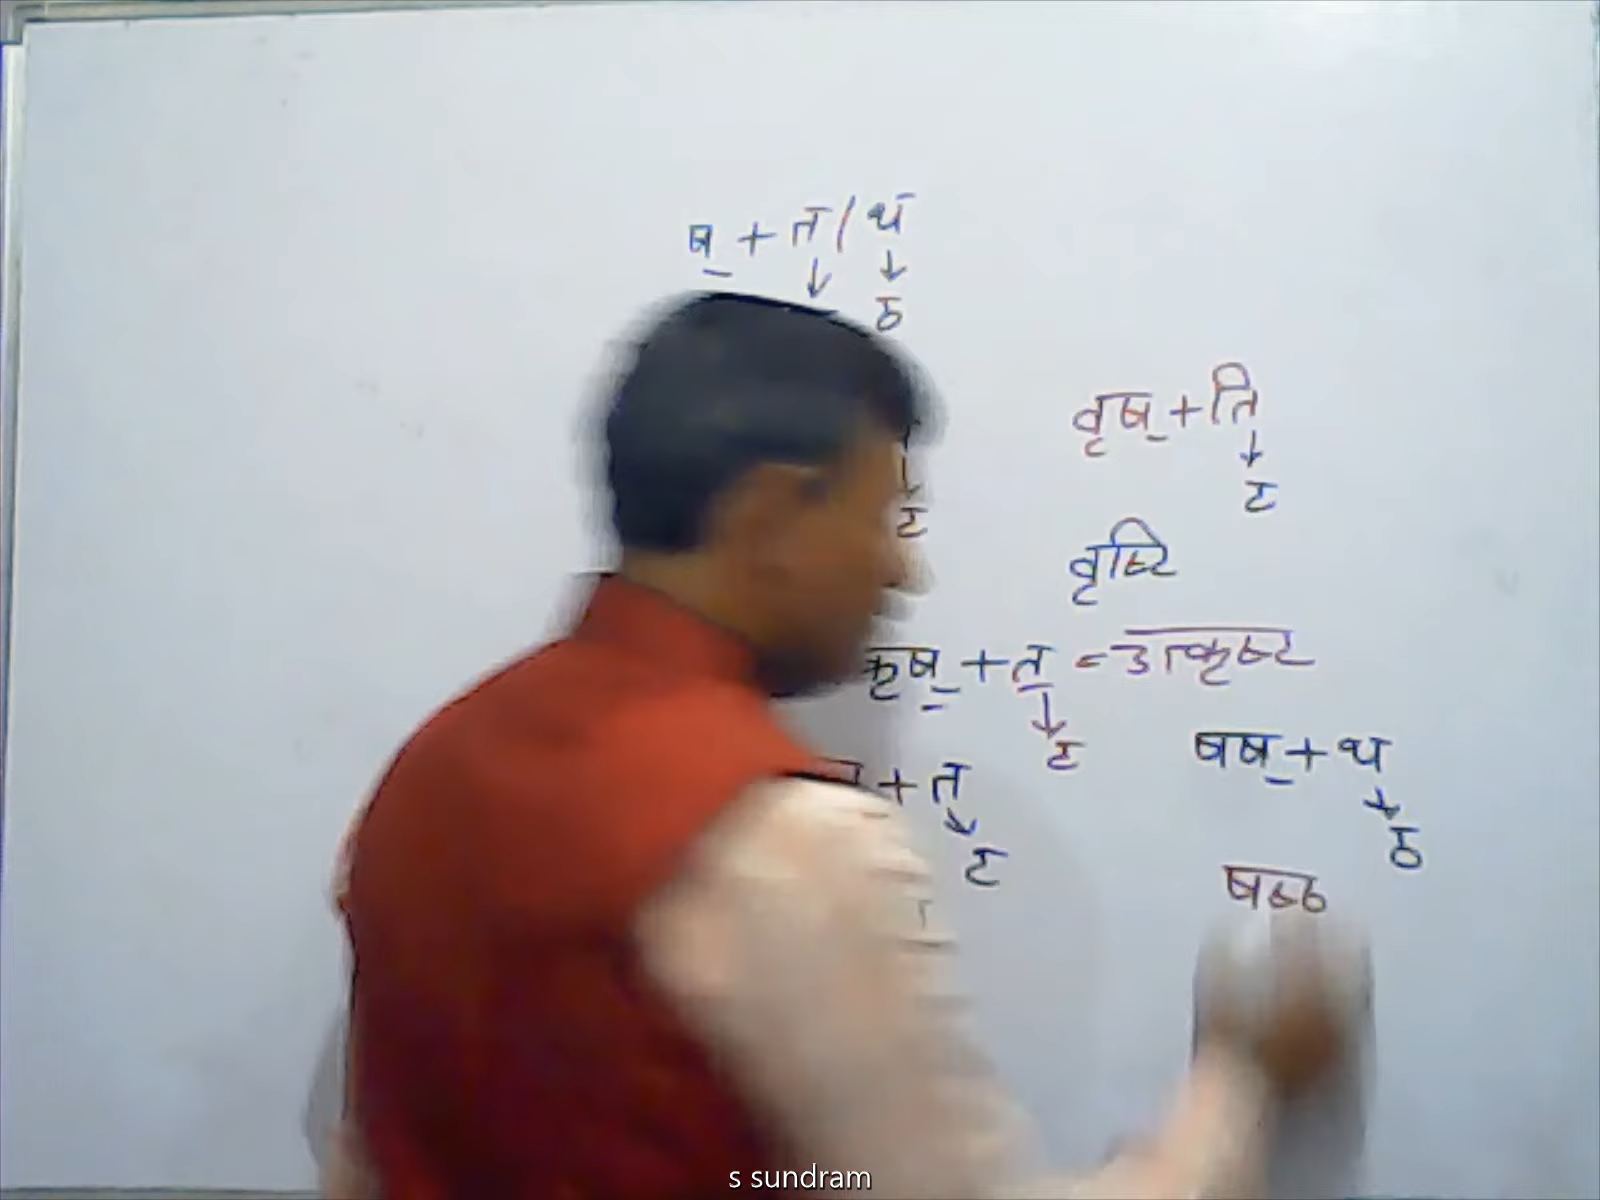 ष् + त / थ
↓ ↓
ठ
वृष् + ति
↓
ट
↓
ट
वृष्टि
कृष् + त = उत्कृष्ट
↓
ट
षष् + थ
↓
ठ
+ त
↓
ट
षष्ठ
s sundram